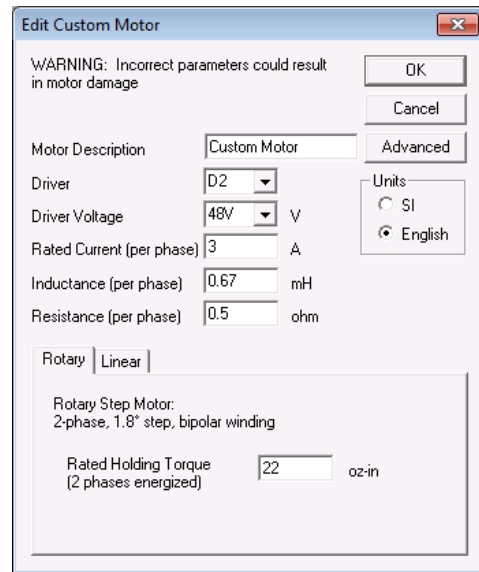 Edit Custom Motor
WARNING: Incorrect parameters could result
in motor damage
OK
Cancel
Advanced
Motor Description Custom Motor
Driver D2
Driver Voltage 48V V
Rated Current (per phase) 3 A
Inductance (per phase) 0.67 mH
Resistance (per phase) 0.5 ohm
Units
SI
English
Rotary Linear
Rotary Step Motor:
2-phase, 1.8° step, bipolar winding
Rated Holding Torque 22 oz-in
(2 phases energized)